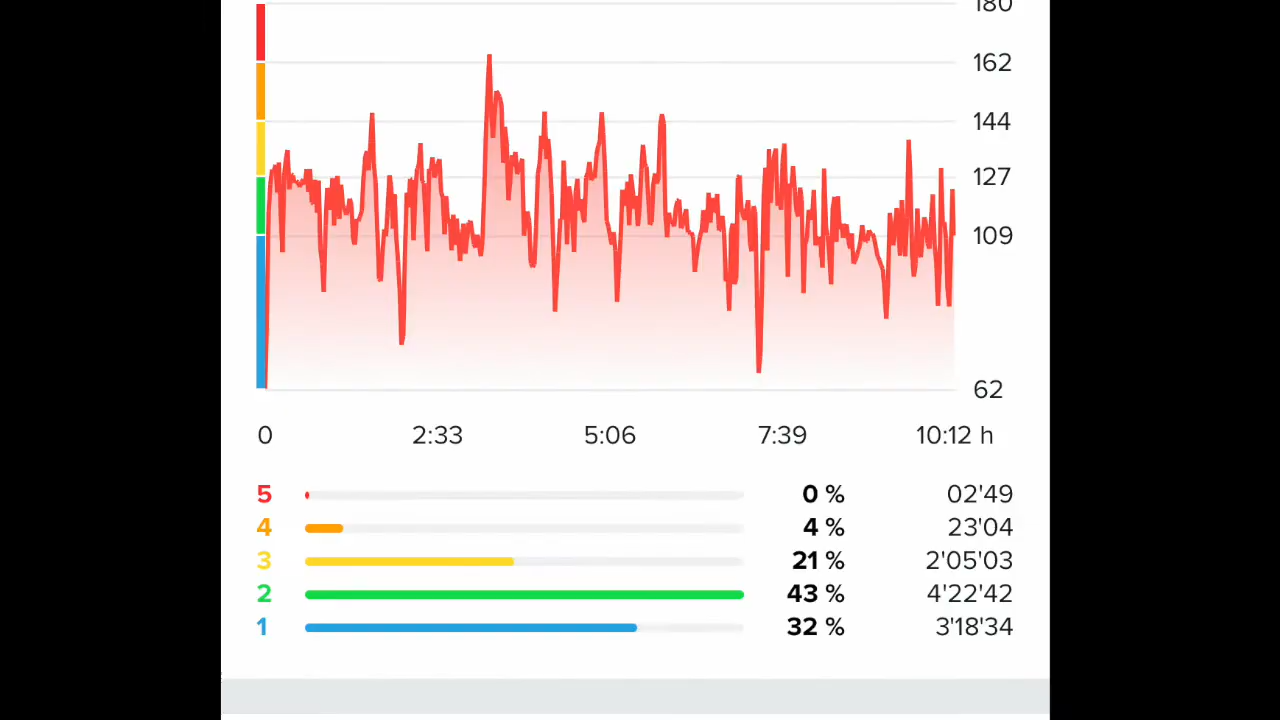 180
162
144
127
109
62
0 2:33 5:06 7:39 10:12 h
5 0 % 02'49
4 4 % 23'04
3 21 % 2'05'03
2 43 % 4'22'42
1 32 % 3'18'34